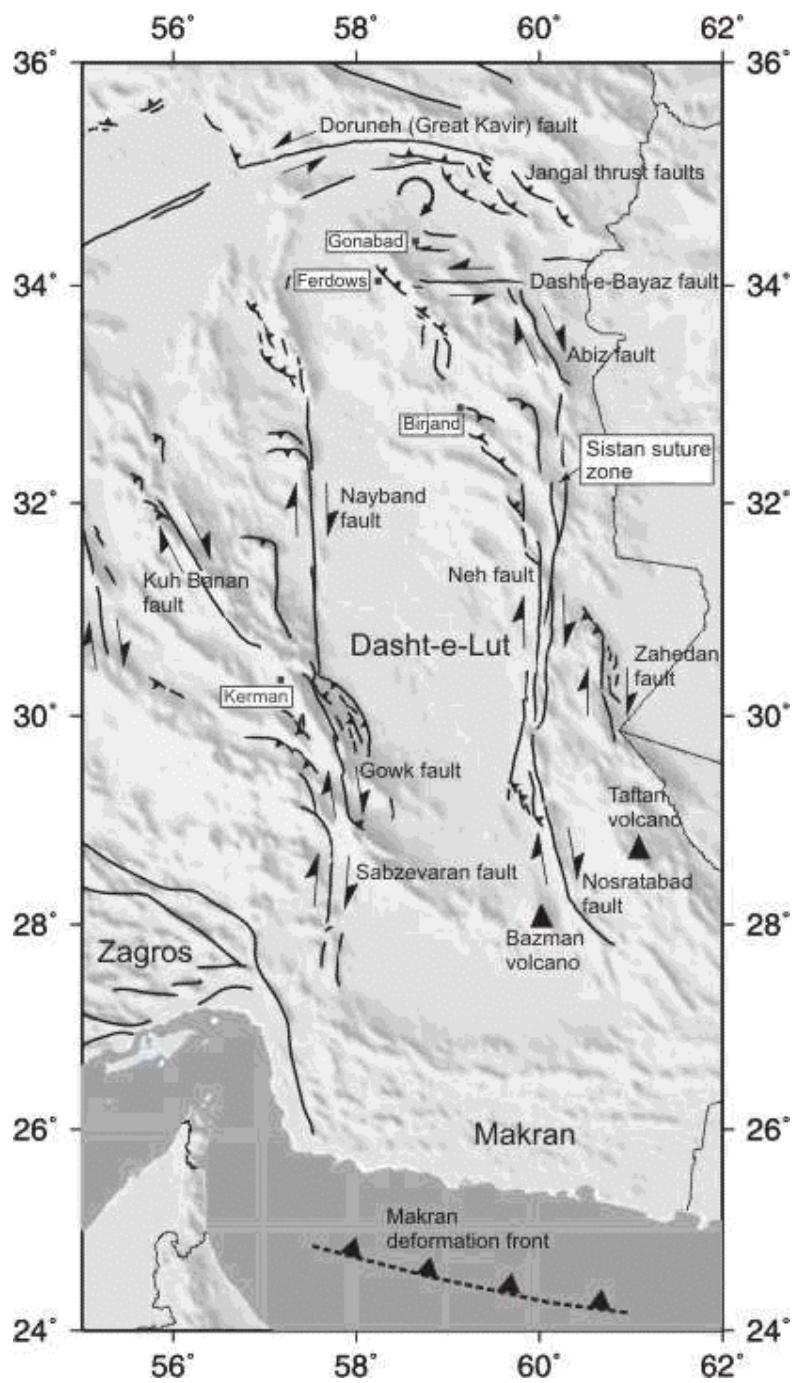 56° 58° 60° 62°
36° 36°
Doruneh (Great Kavir) fault
Jangal thrust faults
Gonabad
34° Ferdows Dasht-e-Bayaz fault 34°
Abiz fault
Birjand
Sistan suture
zone
32° 32°
Nayband
fault
Kuh Banan
fault
Neh fault
Dasht-e-Lut
Zahedan
fault
Kerman
30° 30°
Gowk fault
Taftan
volcano
Sabzevaran fault
Nosratabad
fault
28° 28°
Bazman
volcano
Zagros
26° 26°
Makran
Makran
deformation front
24° 24°
56° 58° 60° 62°